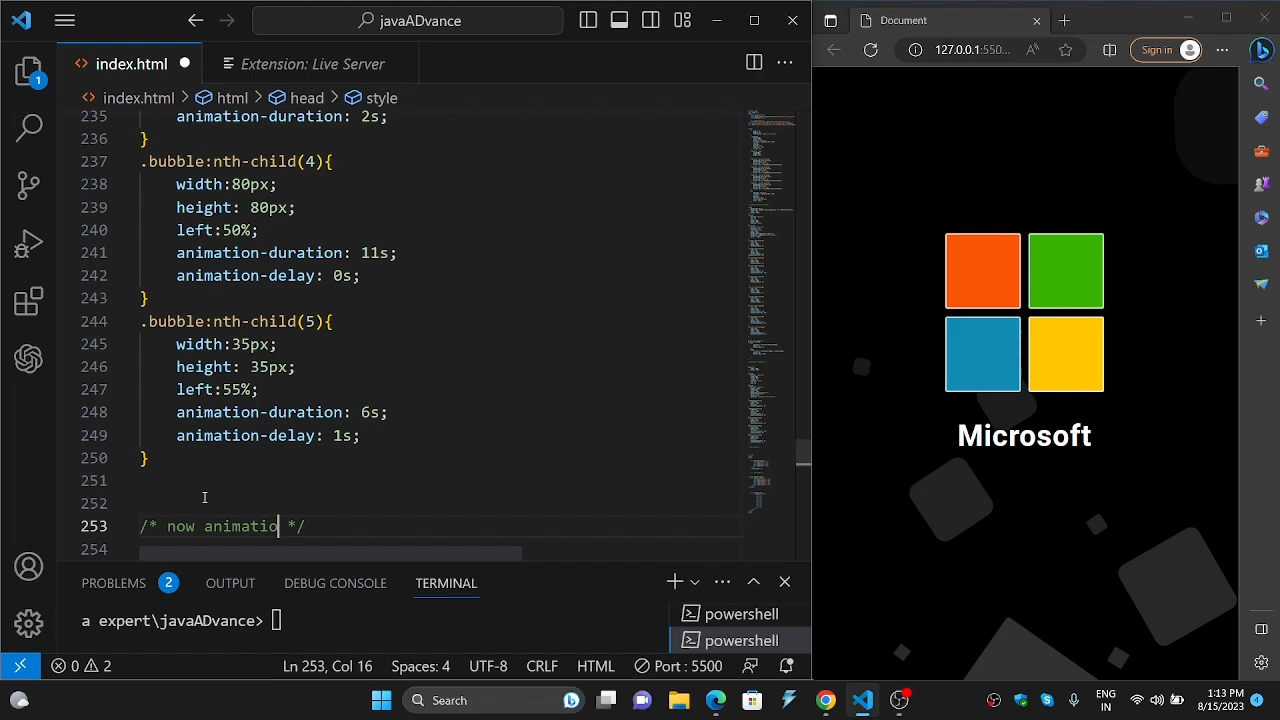 javaADvance
index.html
Extension: Live Server
index.html > html > head > style
235 animation-duration: 2s;
236 }
237 .bubble:nth-child(4){
238 width:80px;
239 height: 80px;
240 left:50%;
241 animation-duration: 11s;
242 animation-delay: 0s;
243 }
244 .bubble:nth-child(5){
245 width:35px;
246 height: 35px;
247 left:55%;
248 animation-duration: 6s;
249 animation-delay: 1s;
250 }
251
252
253 /* now animatio */
254
1
PROBLEMS 2 OUTPUT DEBUG CONSOLE TERMINAL
a expert\javaADvance>
powershell
powershell
0 2 Ln 253, Col 16 Spaces: 4 UTF-8 CRLF HTML Port : 5500
Document
127.0.0.1:550...
Sign in
Microsoft
Search
ENG
IN
1:13 PM
8/15/2023
4